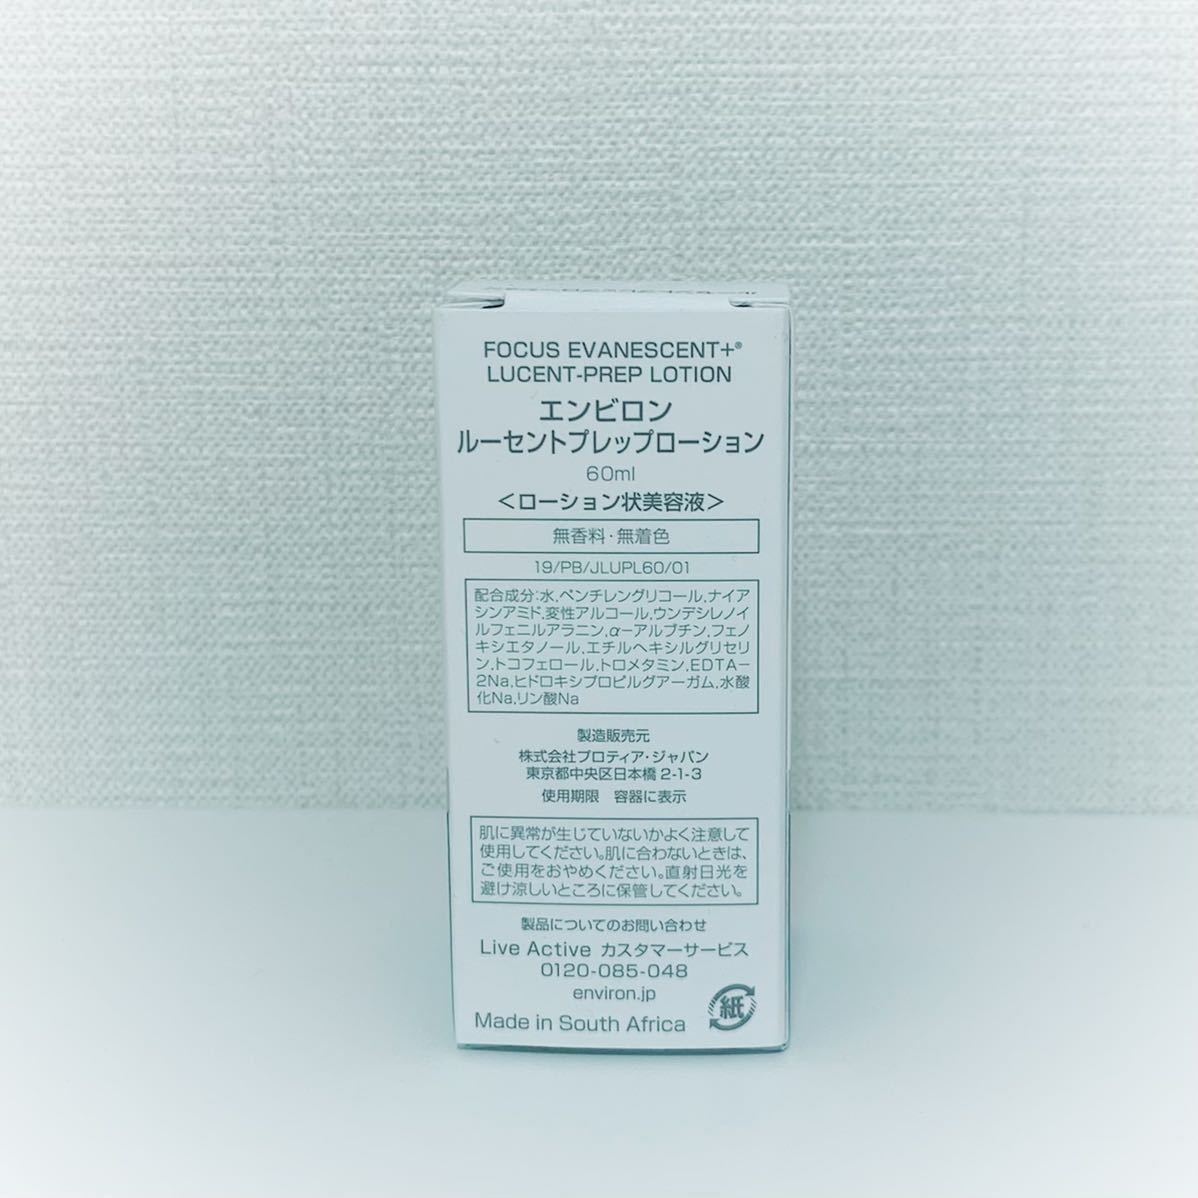 FOCUS EVANESCENT+®
LUCENT-PREP LOTION
エンビロン
ルーセントプレップローション
60ml
＜ローション状美容液＞
無香料・無着色
19/PB/JLUPL60/01
配合成分:水,ペンチレングリコール,ナイア
シンアミド,変性アルコール,ウンデシレノイ
ルフェニルアラニン,α－アルブチン,フェノ
キシエタノール,エチルヘキシルグリセリ
ン,トコフェロール,トロメタミン,EDTA－
2Na,ヒドロキシプロピルグアーガム,水酸
化Na,リン酸Na
製造販売元
株式会社プロティア・ジャパン
東京都中央区日本橋 2-1-3
使用期限　容器に表示
肌に異常が生じていないかよく注意して
使用してください。肌に合わないときは、
ご使用をおやめください。直射日光を
避け涼しいところに保管してください。
製品についてのお問い合わせ
Live Active カスタマーサービス
0120-085-048
environ.jp
Made in South Africa
紙